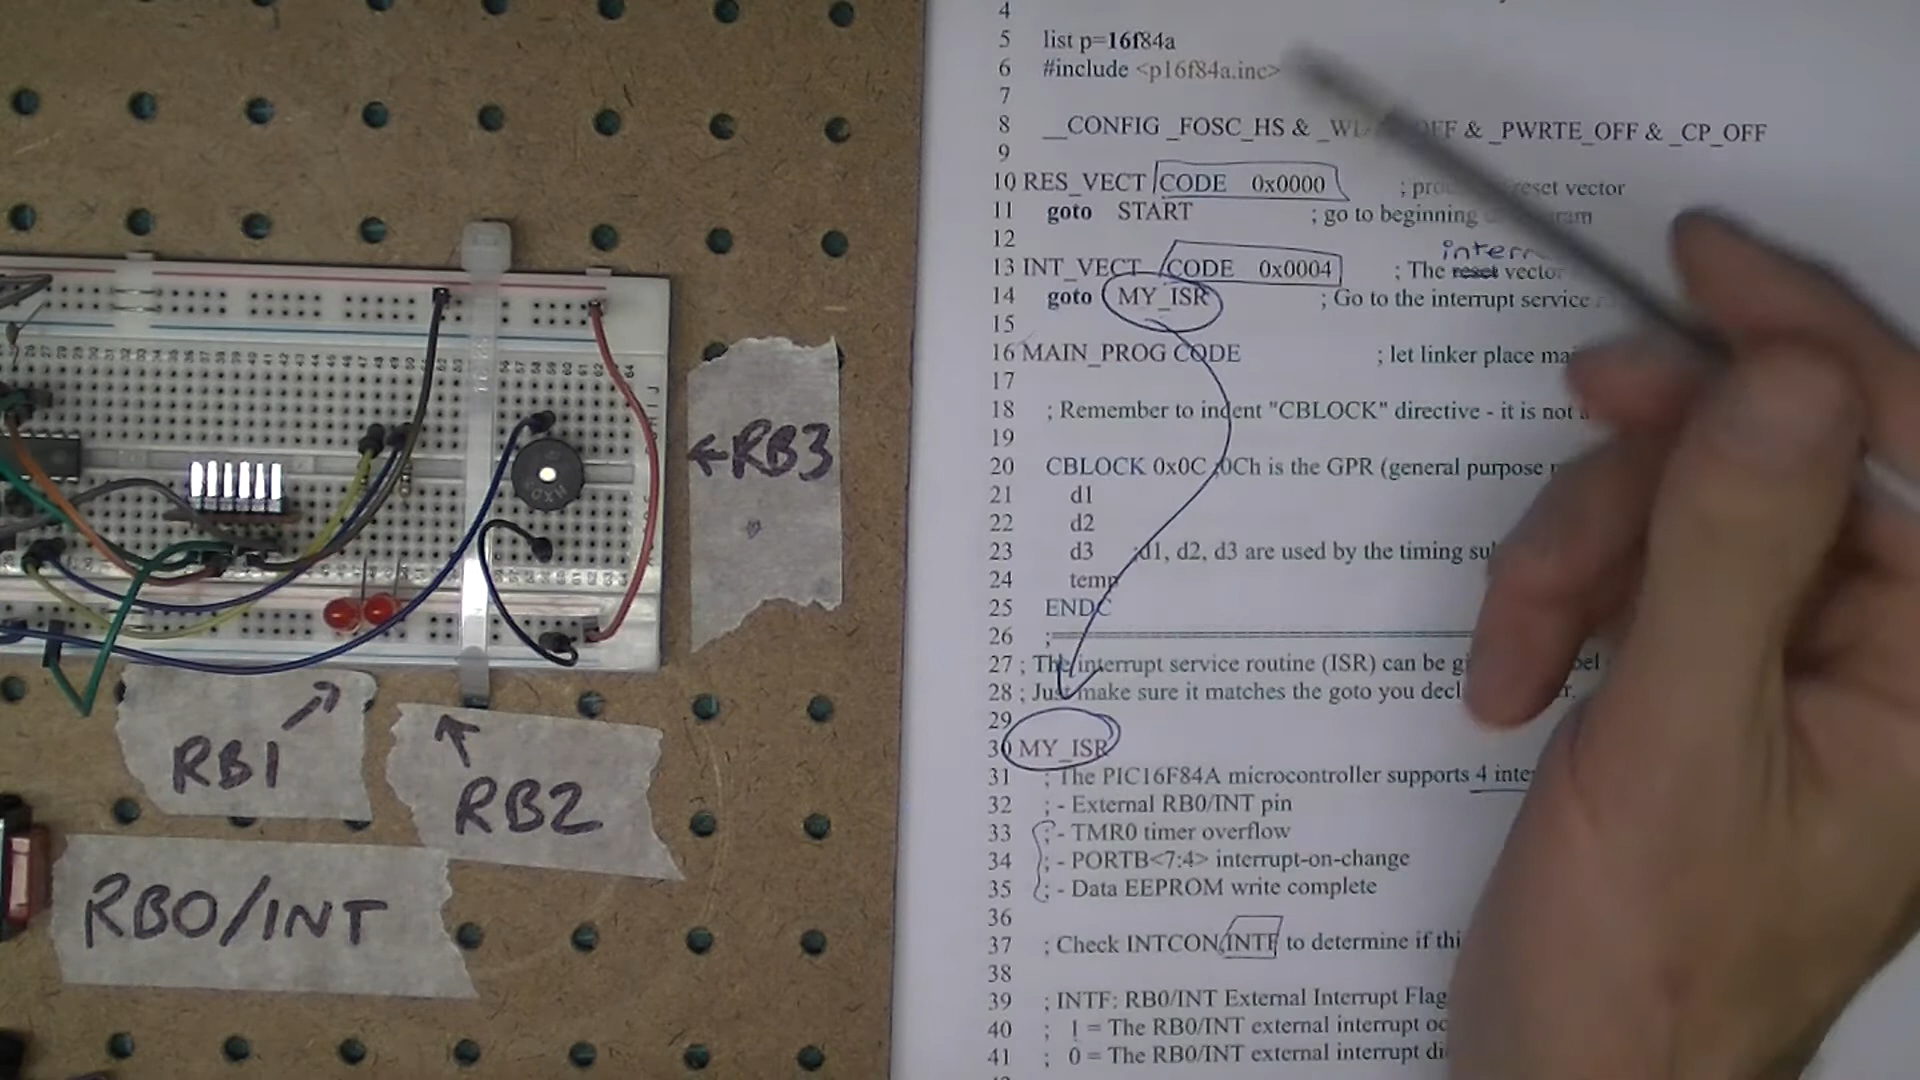 4
5 list p=16f84a
6 #include <p16f84a.inc>
7
8 __CONFIG _FOSC_HS & & _PWRTE_OFF & _CP_OFF
9
10 RES_VECT CODE 0x0000 ; reset vector
11 goto START ; go to beginning
12
inter
13 INT_VECT CODE 0x0004 ; The reset vector
14 goto MY_ISR ; Go to the interrupt service
15
16 MAIN_PROG CODE ; let linker place
17
18 ; Remember to indent "CBLOCK" directive - it is not
19
20 CBLOCK 0x0C ;0Ch is the GPR (general purpose
21 d1
22 d2
23 d3 ;d1, d2, d3 are used by the timing
24 temp
25 ENDC
26 ;
27 ; The interrupt service routine (ISR) can be
28 ; Just make sure it matches the goto you
29
30 MY_ISR
31 ; The PIC16F84A microcontroller supports 4
32 ; - External RB0/INT pin
33 ; - TMR0 timer overflow
34 ; - PORTB<7:4> interrupt-on-change
35 ; - Data EEPROM write complete
36
37 ; Check INTCON,INTF to determine if
38
39 ; INTF: RB0/INT External Interrupt Flag
40 ; 1 = The RB0/INT external interrupt
41 ; 0 = The RB0/INT external interrupt
←RB3
RB1
RB2
RB0/INT